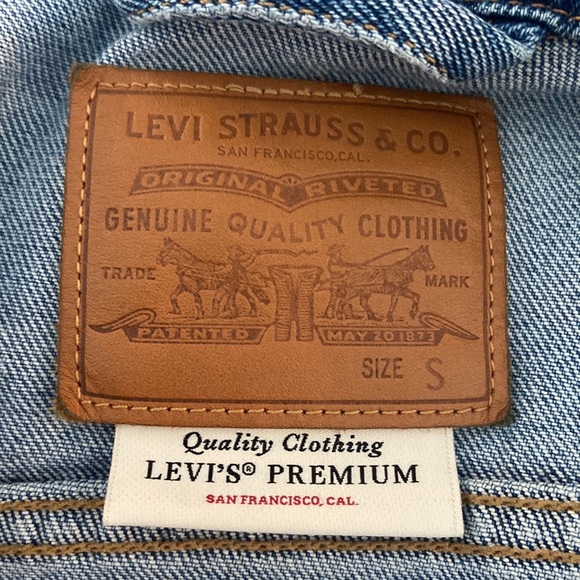 LEVI STRAUSS & CO.
SAN FRANCISCO, CAL.
ORIGINAL RIVETED
GENUINE QUALITY CLOTHING
TRADE MARK
PATENTED MAY 20 1873
SIZE S
Quality Clothing
LEVI'S® PREMIUM
SAN FRANCISCO, CAL.